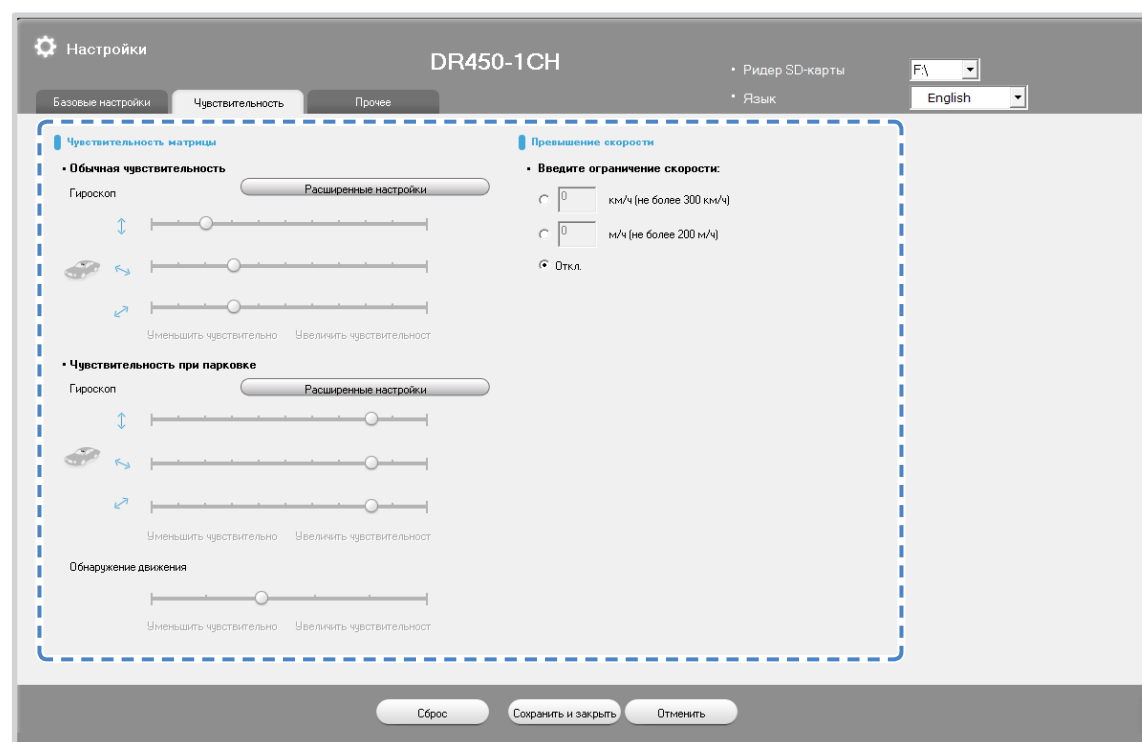 Настройки
DR450-1CH
• Ридер SD-карты
F:\
• Язык
English
Базовые настройки
Чувствительность
Прочее
Чувствительность матрицы
• Обычная чувствительность
Гироскоп
Расширенные настройки
Уменьшить чувствительно
Увеличить чувствительност
• Чувствительность при парковке
Гироскоп
Расширенные настройки
Уменьшить чувствительно
Увеличить чувствительност
Обнаружение движения
Уменьшить чувствительно
Увеличить чувствительност
Превышение скорости
• Введите ограничение скорости:
0 км/ч (не более 300 км/ч)
0 м/ч (не более 200 м/ч)
Откл.
Сброс
Сохранить и закрыть
Отменить